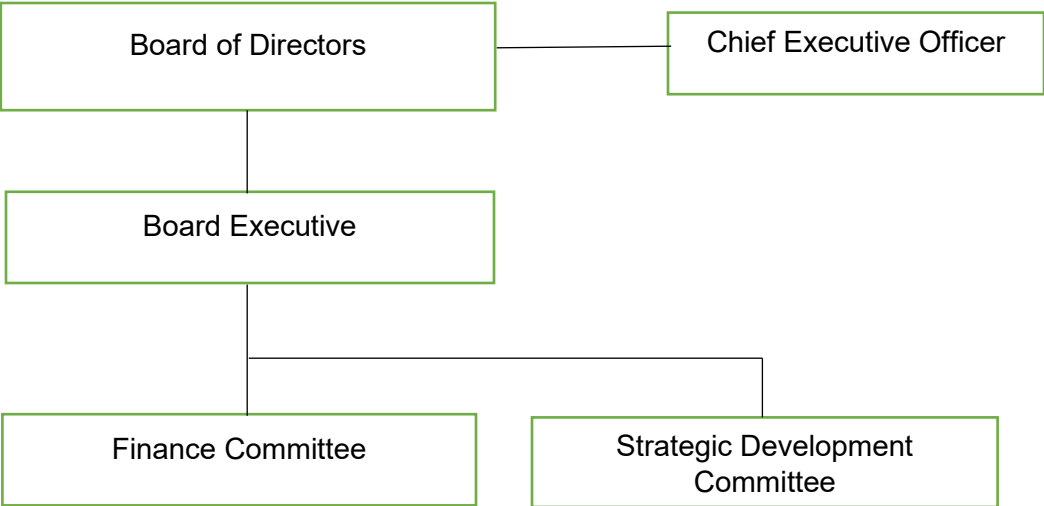 Board of Directors
Chief Executive Officer
Board Executive
Finance Committee
Strategic Development
Committee